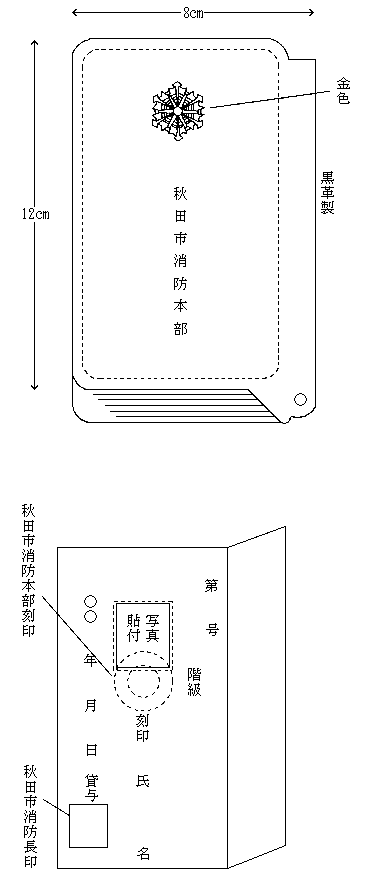 8cm
12cm
金色
黒革製
秋田市消防本部
秋田市消防本部刻印
第 号
写真
貼付
階級
刻印
氏 名
○○ 年 月 日貸与
秋田市消防長印